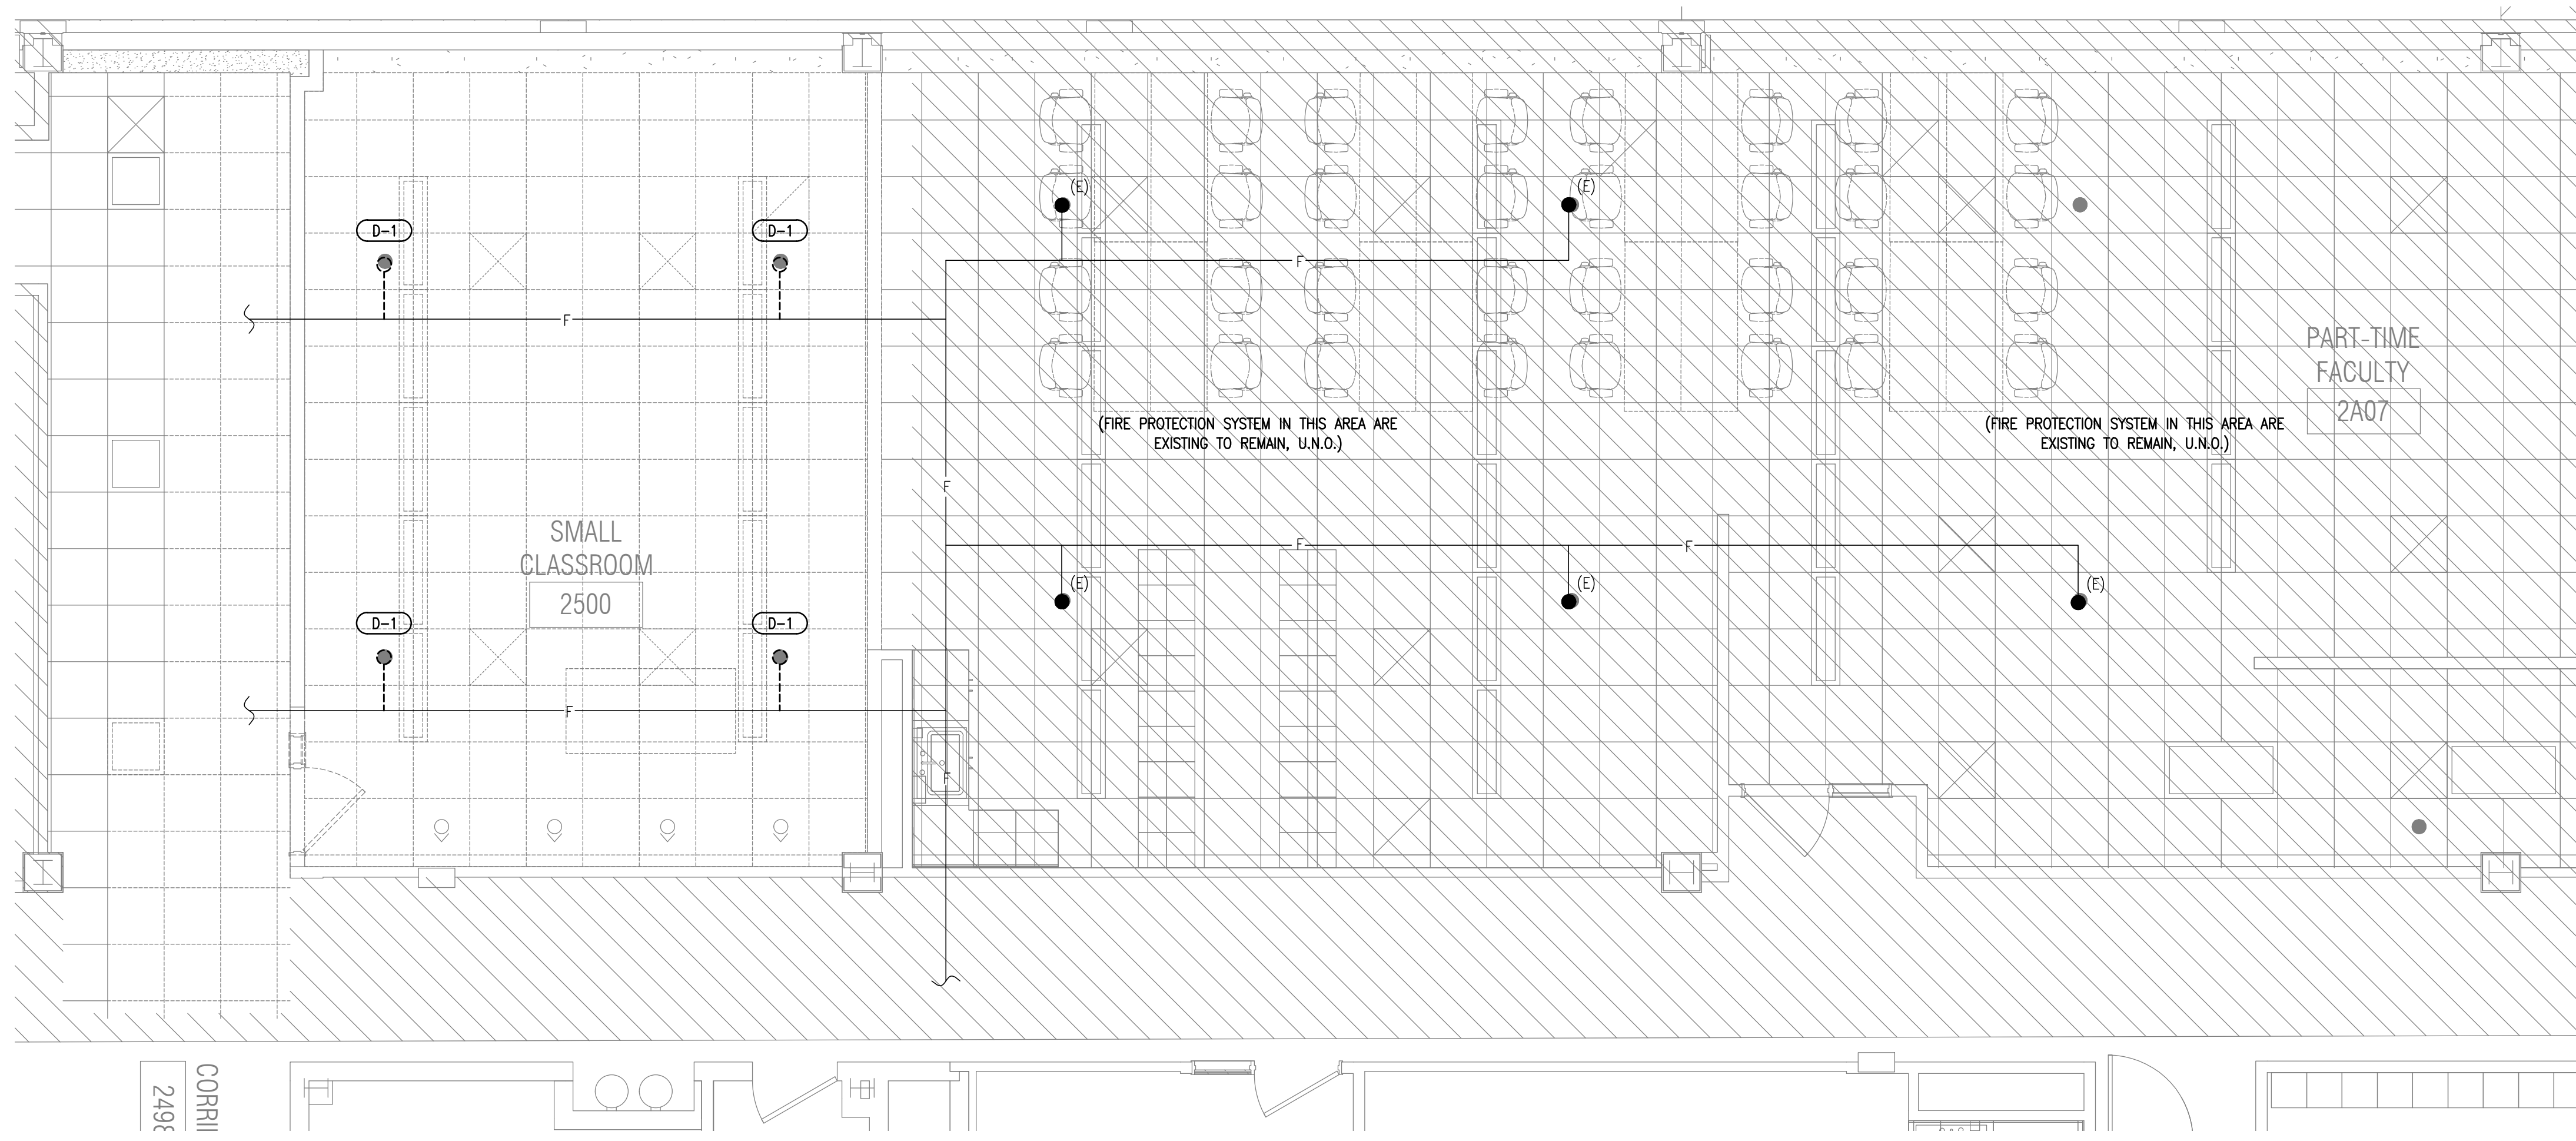 (E)
(E)
D-1
D-1
F
F
PART-TIME
FACULTY
2A07
(FIRE PROTECTION SYSTEM IN THIS AREA ARE
EXISTING TO REMAIN, U.N.O.)
(FIRE PROTECTION SYSTEM IN THIS AREA ARE
EXISTING TO REMAIN, U.N.O.)
F
SMALL
CLASSROOM
2500
F
F
(E)
(E)
(E)
D-1
D-1
F
F
CORRI
2498